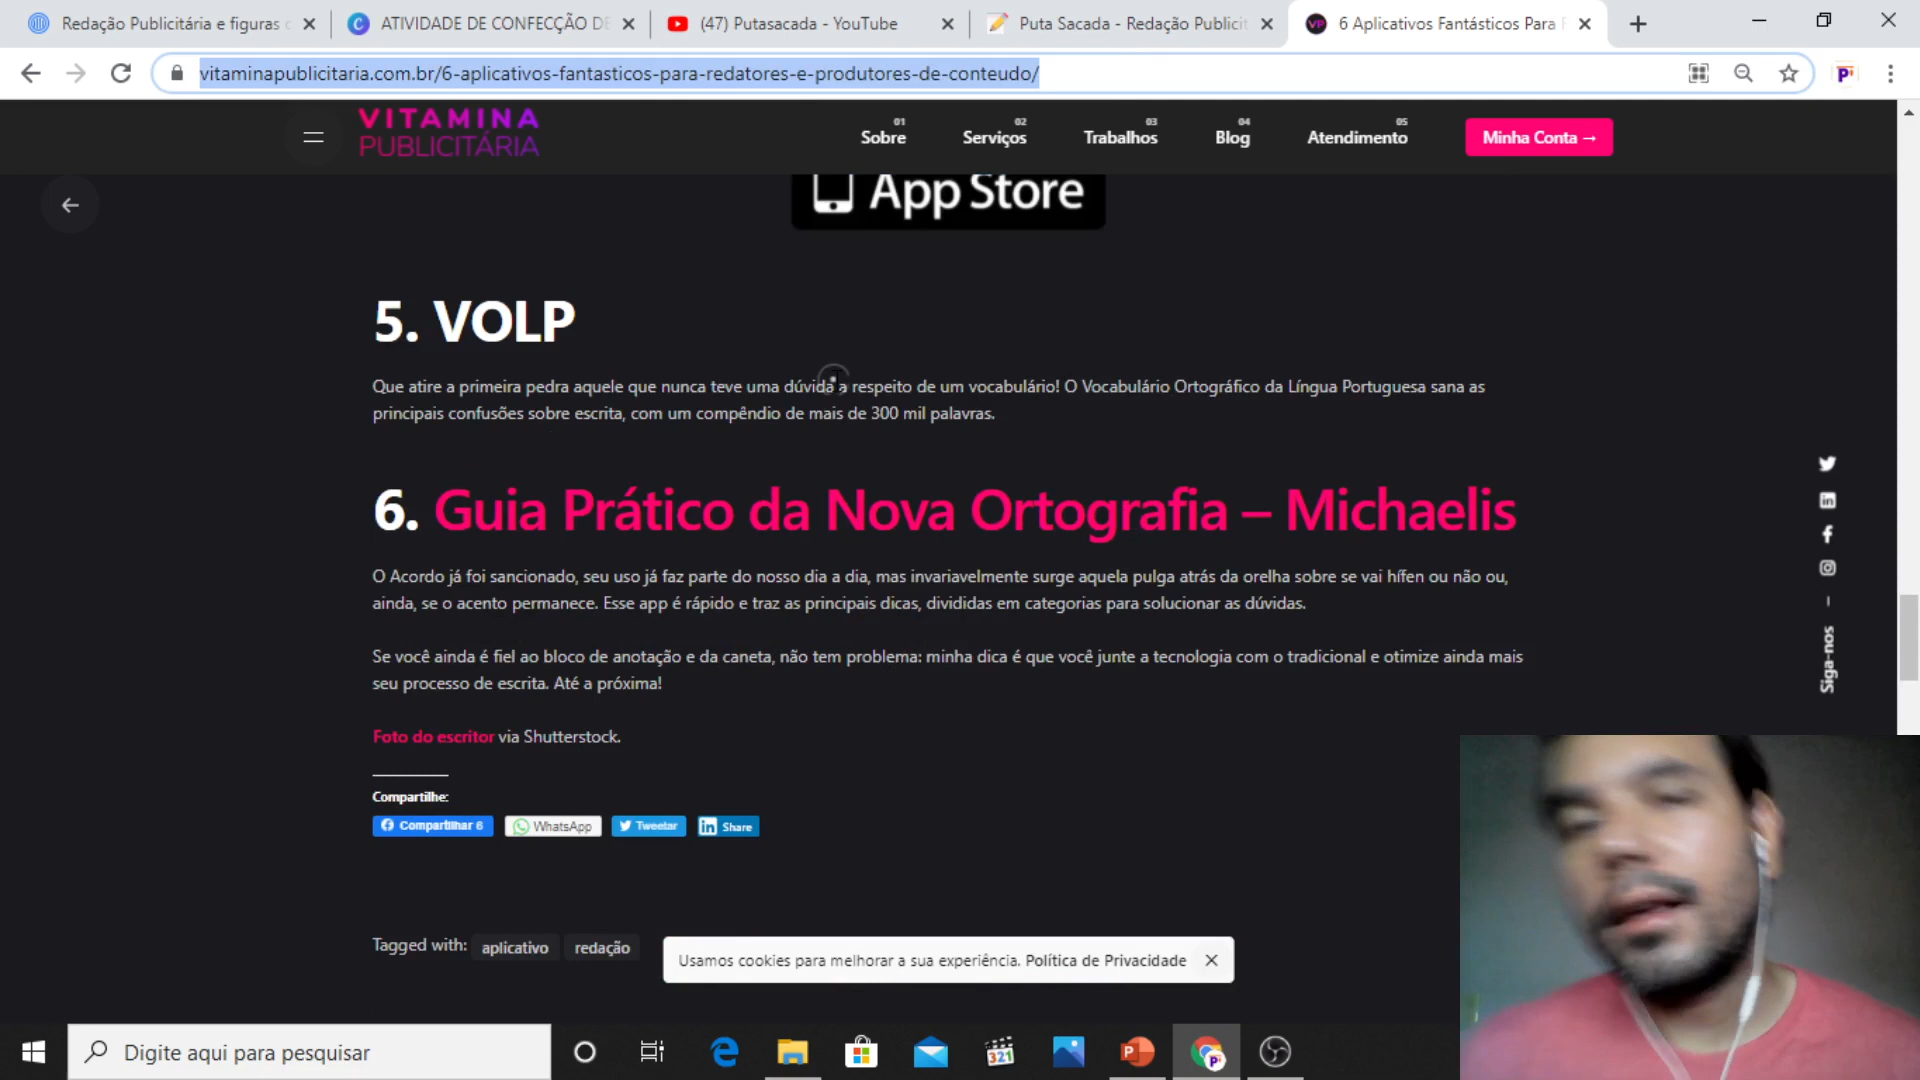 Redação Publicitária e figuras
ATIVIDADE DE CONFECÇÃO DE
(47) Putasacada - YouTube
Puta Sacada - Redação Publicit
6 Aplicativos Fantásticos Para
vitaminapublicitaria.com.br/6-aplicativos-fantasticos-para-redatores-e-produtores-de-conteudo/
VITAMINA
PUBLICITÁRIA
01 02 03 04 05
Sobre Serviços Trabalhos Blog Atendimento Minha Conta →
App Store
5. VOLP
Que atire a primeira pedra aquele que nunca teve uma dúvida a respeito de um vocabulário! O Vocabulário Ortográfico da Língua Portuguesa sana as
principais confusões sobre escrita, com um compêndio de mais de 300 mil palavras.
6. Guia Prático da Nova Ortografia – Michaelis
O Acordo já foi sancionado, seu uso já faz parte do nosso dia a dia, mas invariavelmente surge aquela pulga atrás da orelha sobre se vai hífen ou não ou,
ainda, se o acento permanece. Esse app é rápido e traz as principais dicas, divididas em categorias para solucionar as dúvidas.
Se você ainda é fiel ao bloco de anotação e da caneta, não tem problema: minha dica é que você junte a tecnologia com o tradicional e otimize ainda mais
seu processo de escrita. Até a próxima!
Foto do escritor via Shutterstock.
Compartilhe:
Compartilhar 6 WhatsApp Tweetar Share
Tagged with: aplicativo redação
Usamos cookies para melhorar a sua experiência. Política de Privacidade
Siga-nos
Digite aqui para pesquisar